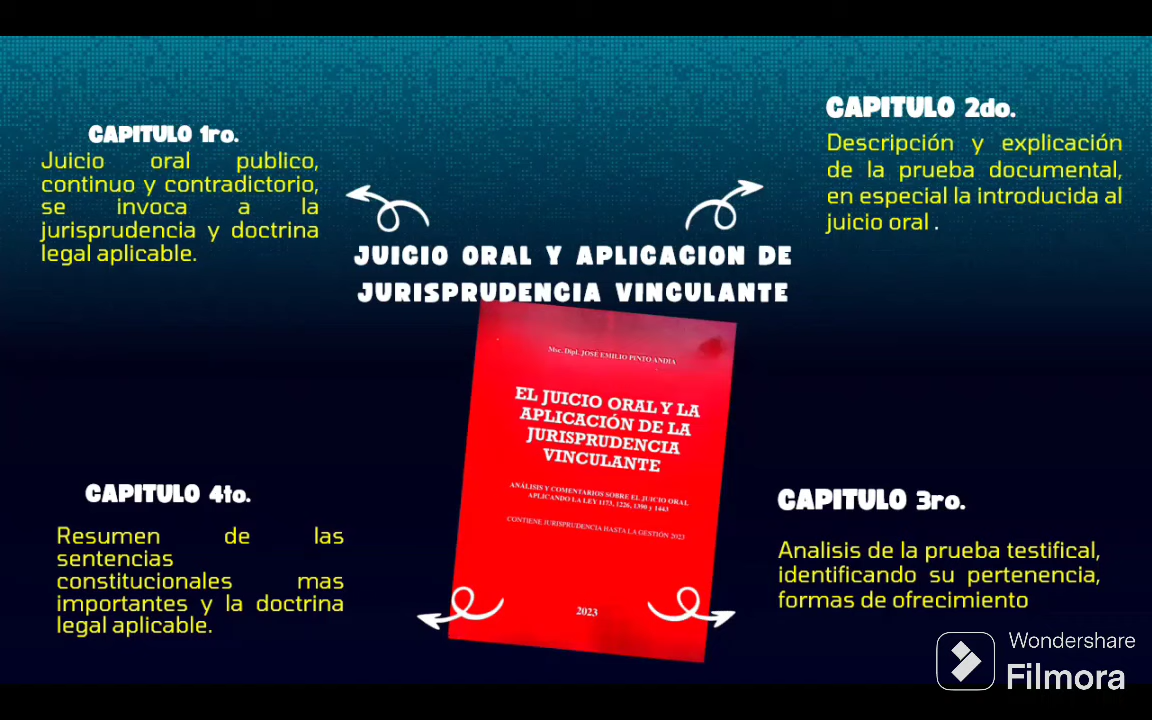 CAPITULO 1ro.
Juicio oral publico,
continuo y contradictorio,
se invoca a la
jurisprudencia y doctrina
legal aplicable.
CAPITULO 2do.
Descripción y explicación
de la prueba documental,
en especial la introducida al
juicio oral .
JUICIO ORAL Y APLICACION DE
JURISPRUDENCIA VINCULANTE
Msc. Dipl. JOSÉ EMILIO PINTO ANDIA
EL JUICIO ORAL Y LA
APLICACIÓN DE LA
JURISPRUDENCIA
VINCULANTE
ANÁLISIS Y COMENTARIOS SOBRE EL JUICIO ORAL
APLICANDO LA LEY 1173, 1226, 1390 y 1443
CONTIENE JURISPRUDENCIA HASTA LA GESTIÓN 2023
2023
CAPITULO 4to.
Resumen de las
sentencias
constitucionales mas
importantes y la doctrina
legal aplicable.
CAPITULO 3ro.
Analisis de la prueba testifical,
identificando su pertenencia,
formas de ofrecimiento
Wondershare
Filmora